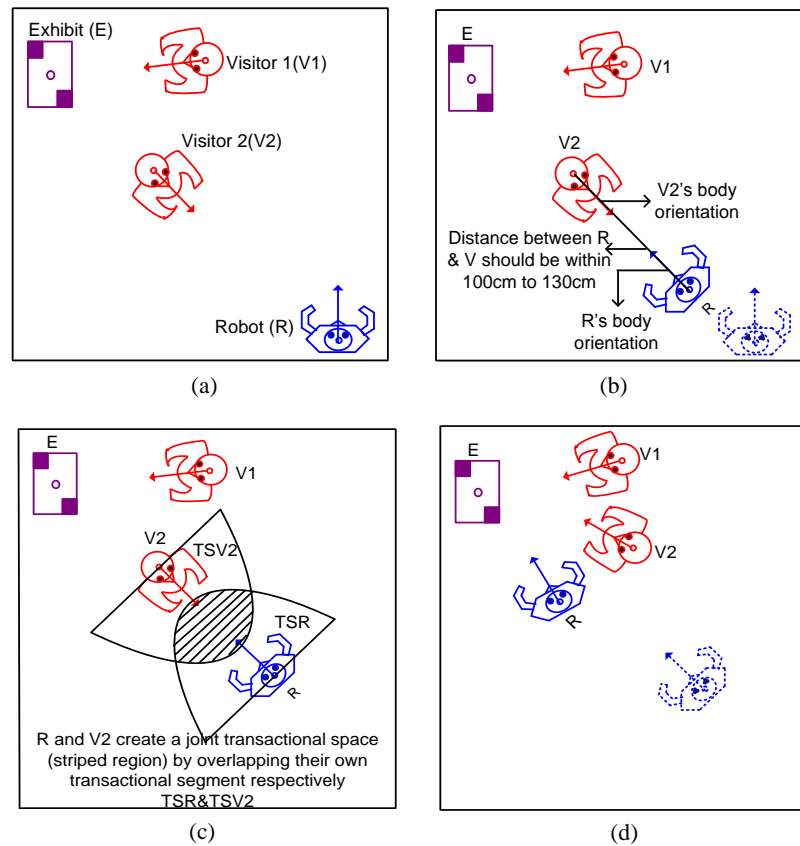 Exhibit (E)
Visitor 1(V1)
Visitor 2(V2)
Robot (R)
(a)
E
V1
V2
V2's body
orientation
Distance between R
& V should be within
100cm to 130cm
R
R's body
orientation
(b)
E
V1
V2
TSV2
TSR
R
R and V2 create a joint transactional space
(striped region) by overlapping their own
transactional segment respectively
TSR&TSV2
(c)
E
V1
V2
R
(d)